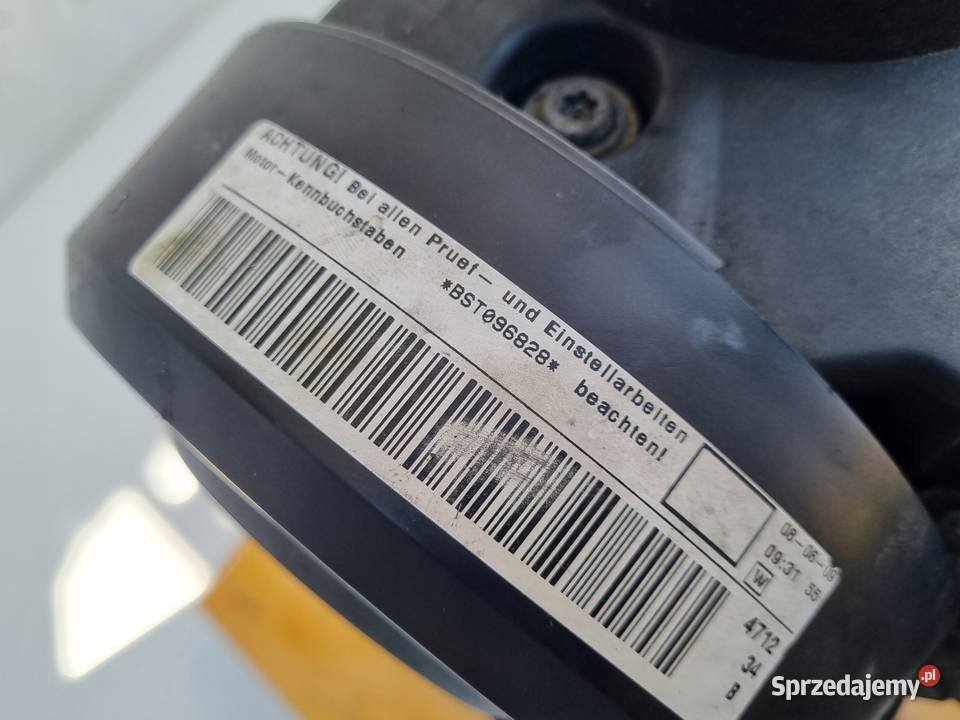 ACHTUNG! Bei allen Pruef- und Einstellarbeiten
Motor-Kennbuchstaben *BST096828* beachten!
08-06-09
09:31 55
W
4712
34
B
Sprzedajemy.pl